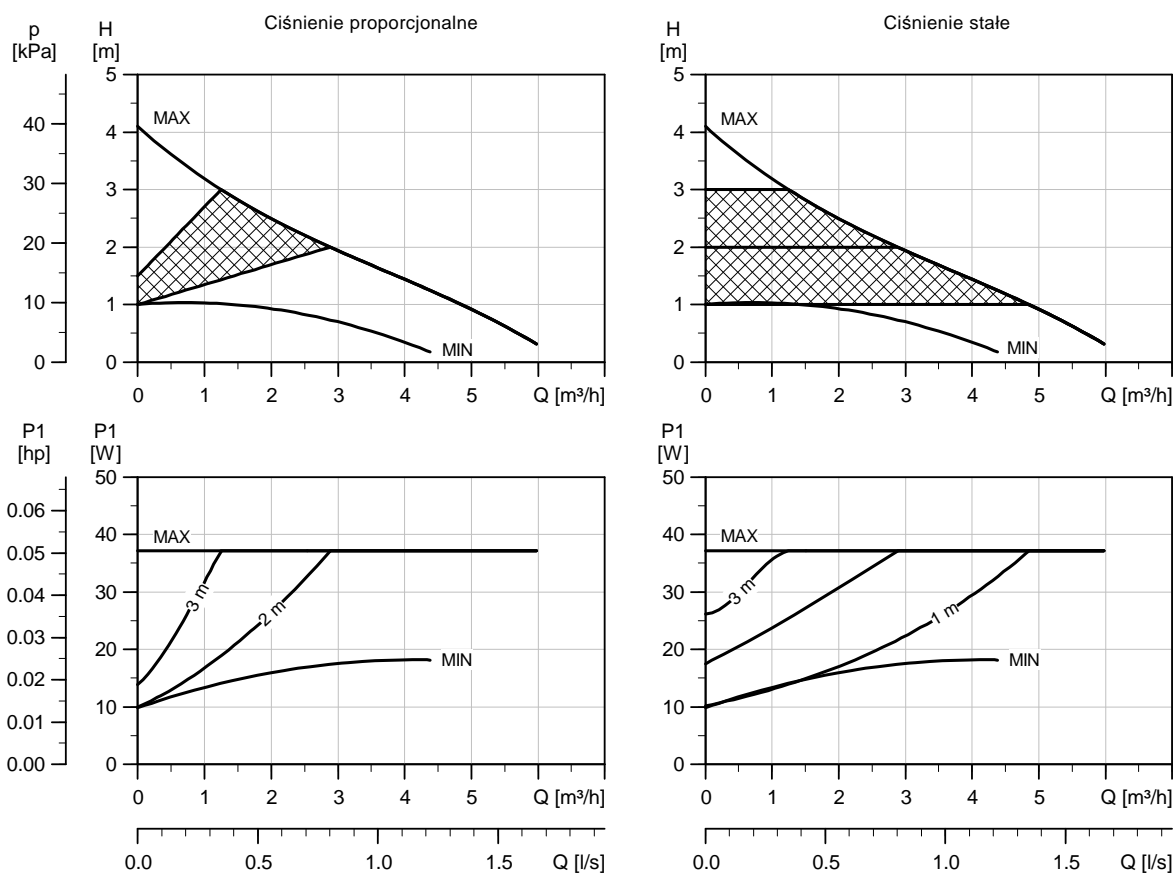 Ciśnienie proporcjonalne
Ciśnienie stałe
p
[kPa]
H
[m]
H
[m]
5
4
3
2
1
0
40
30
20
10
0
MAX
MIN
0 1 2 3 4 5 Q [m³/h]
5
4
3
2
1
0
MAX
MIN
0 1 2 3 4 5 Q [m³/h]
P1
[hp]
P1
[W]
P1
[W]
0.06
0.05
0.04
0.03
0.02
0.01
0.00
50
40
30
20
10
0
MAX
3 m
2 m
MIN
0 1 2 3 4 5 Q [m³/h]
0.0 0.5 1.0 1.5 Q [l/s]
50
40
30
20
10
0
MAX
3 m
1 m
MIN
0 1 2 3 4 5 Q [m³/h]
0.0 0.5 1.0 1.5 Q [l/s]